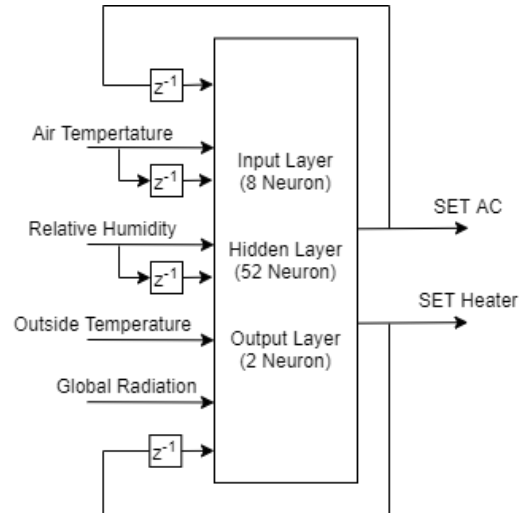 z⁻¹
Air Tempertature
z⁻¹
Relative Humidity
z⁻¹
Outside Temperature
Global Radiation
z⁻¹
Input Layer
(8 Neuron)
Hidden Layer
(52 Neuron)
Output Layer
(2 Neuron)
SET AC
SET Heater